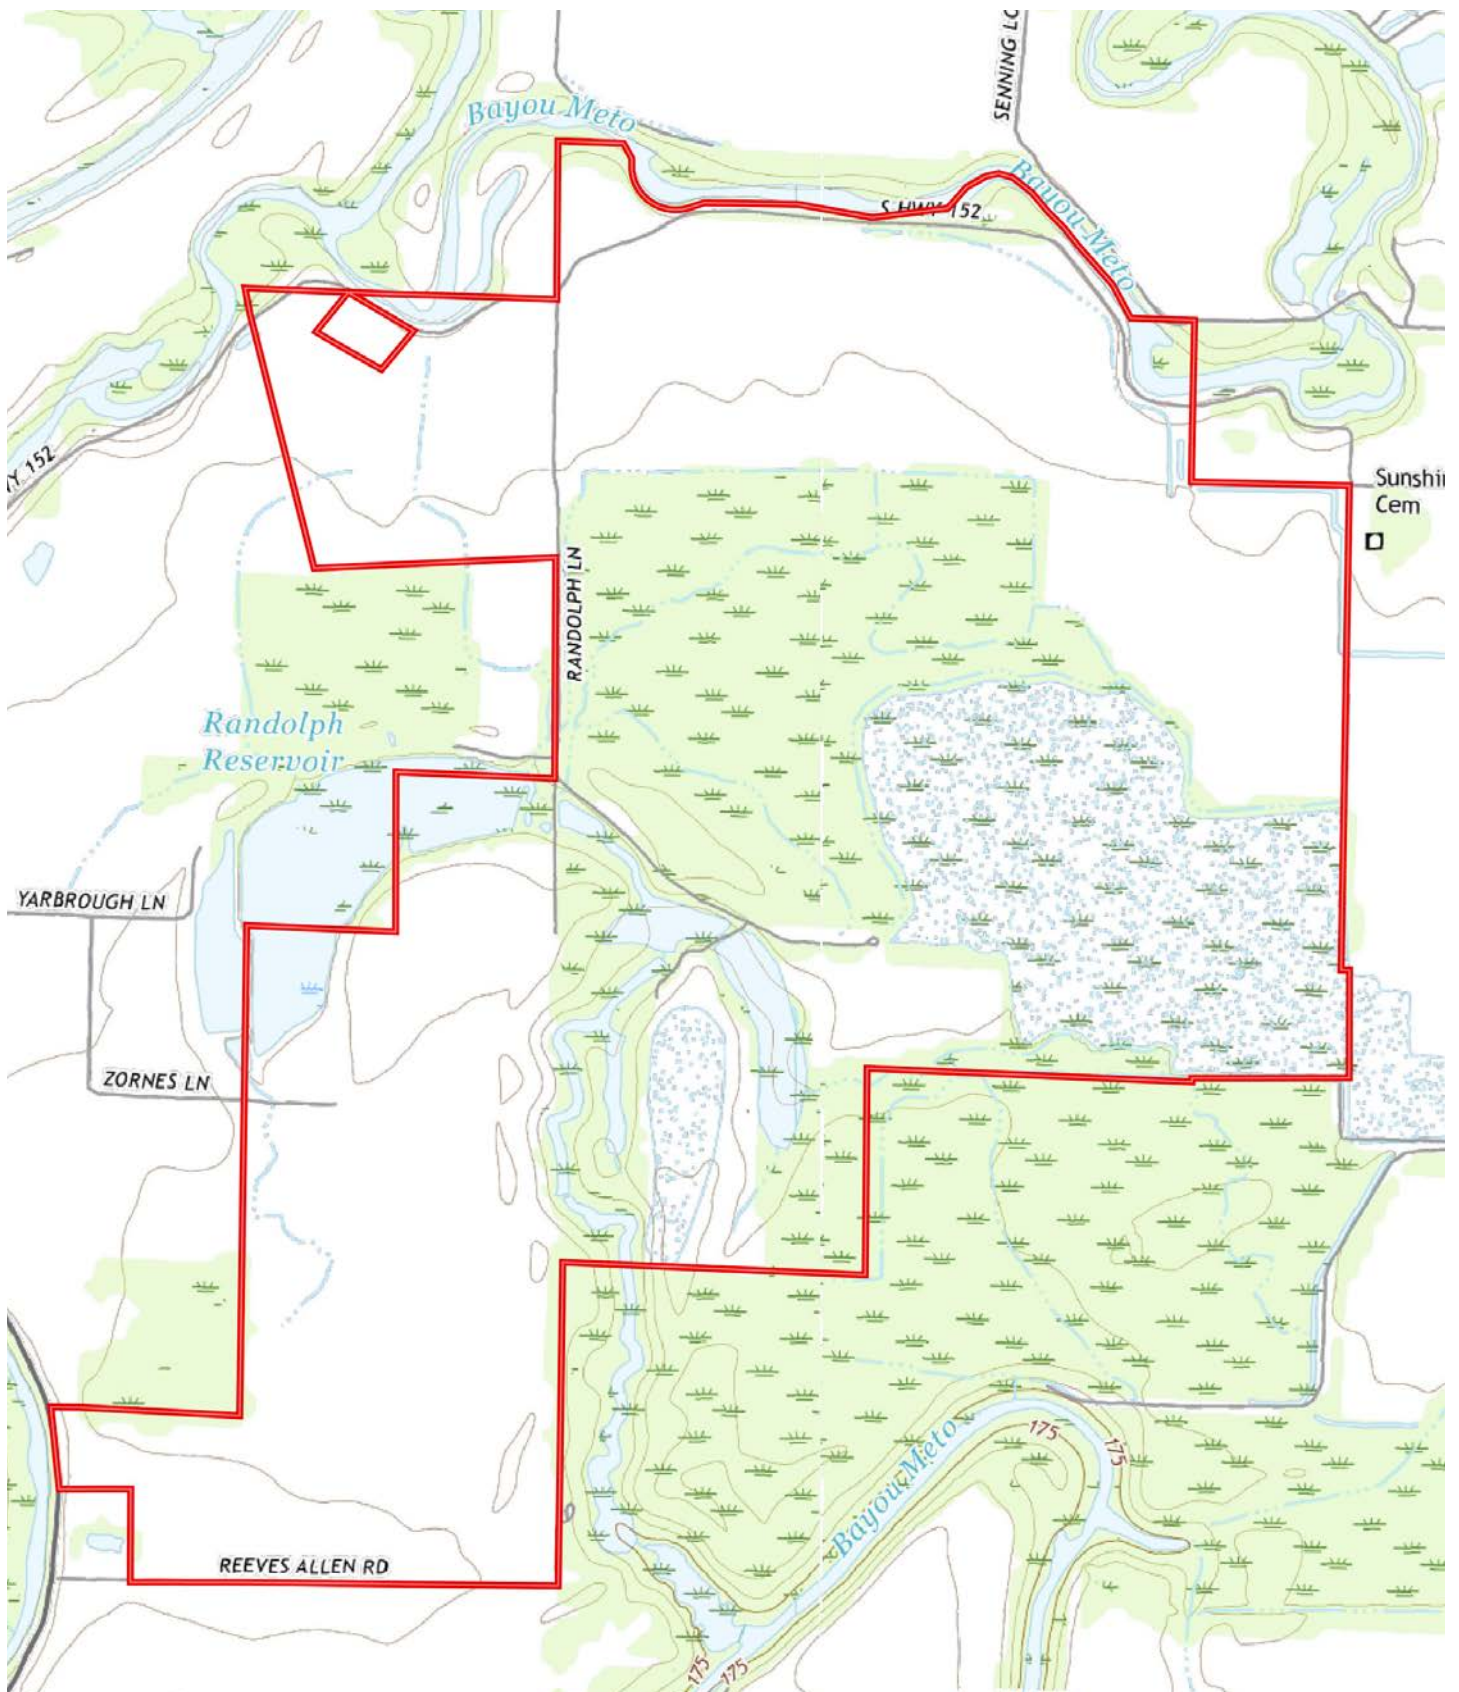 SENNING LO
Bayou Meto
Bayou Meto
S HWY 152
Y 152
Sunshin
Cem
RANDOLPH LN
Randolph
Reservoir
YARBROUGH LN
ZORNES LN
175
175
Bayou Meto
REEVES ALLEN RD
175
175